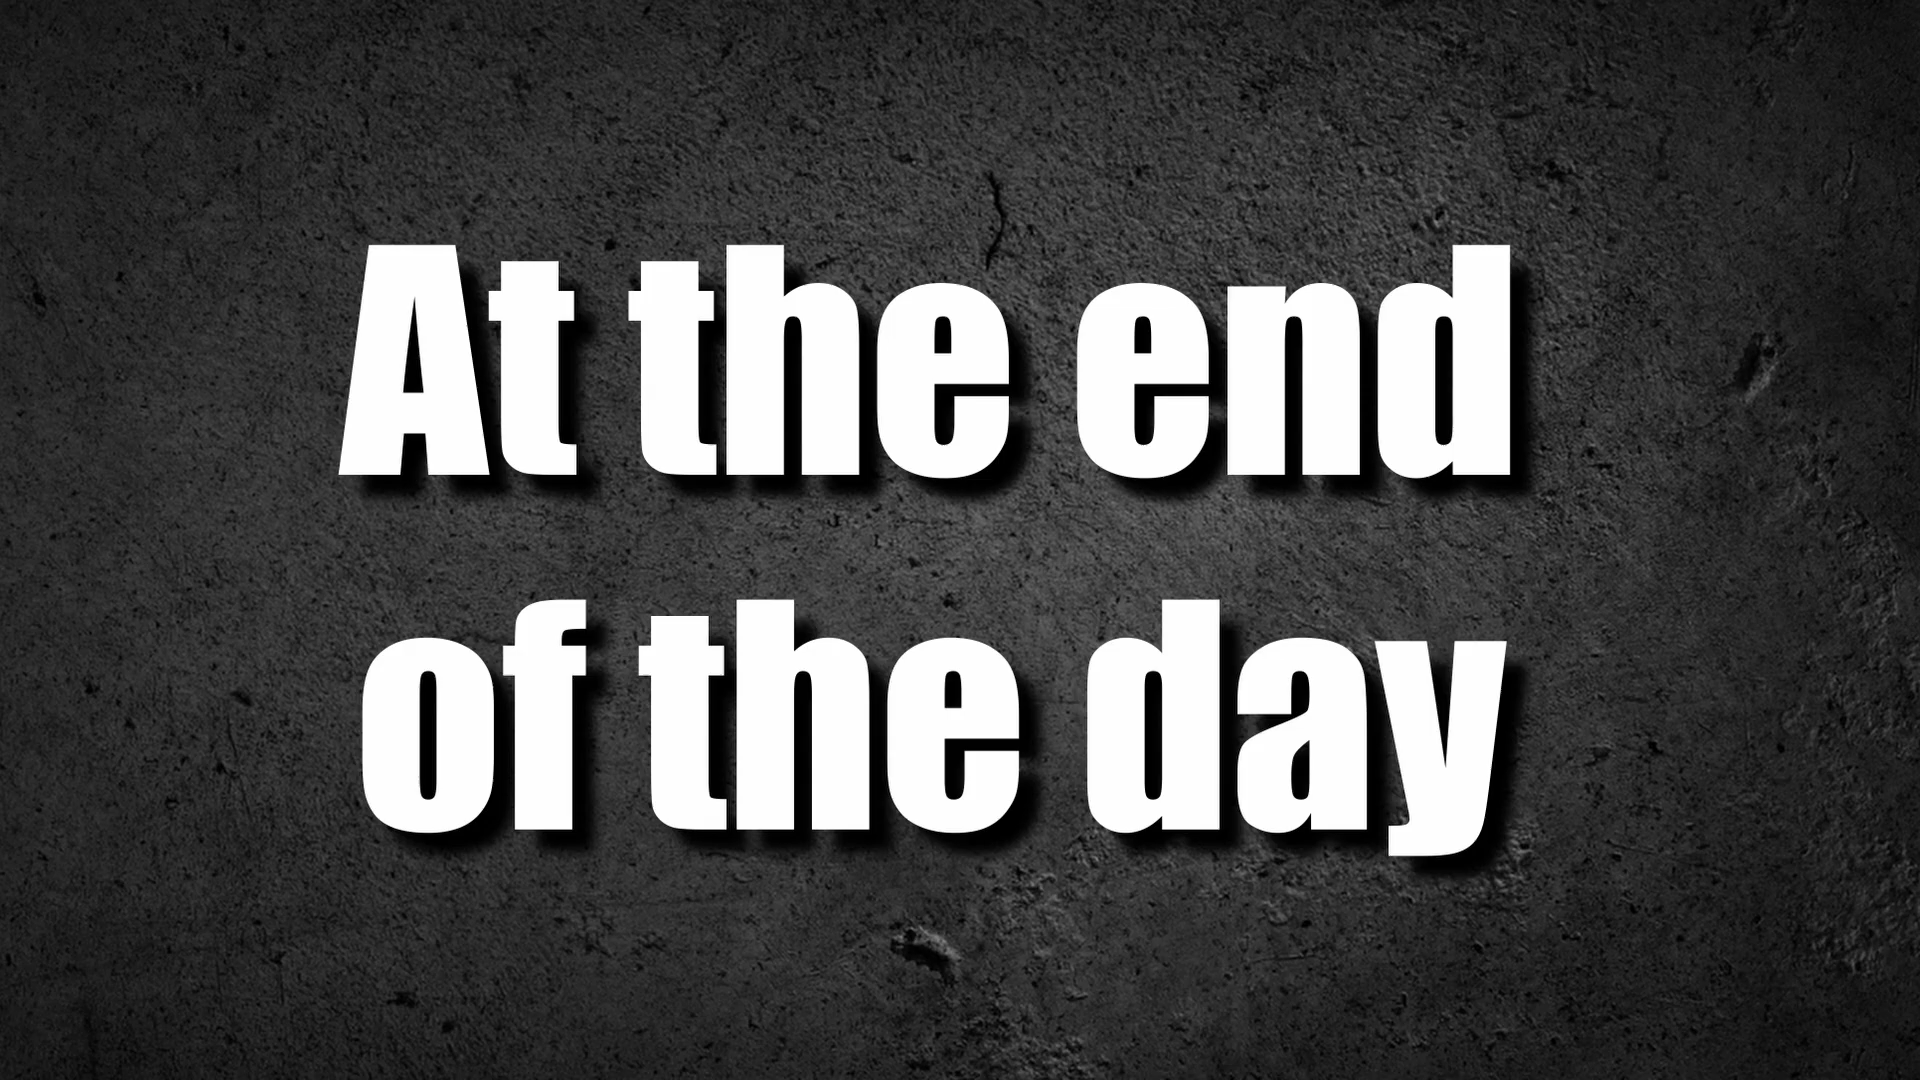 At the end
of the day